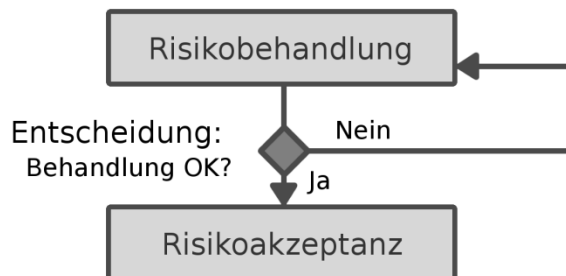 Risikobehandlung
Entscheidung:
Nein
Behandlung OK?
Ja
Risikoakzeptanz